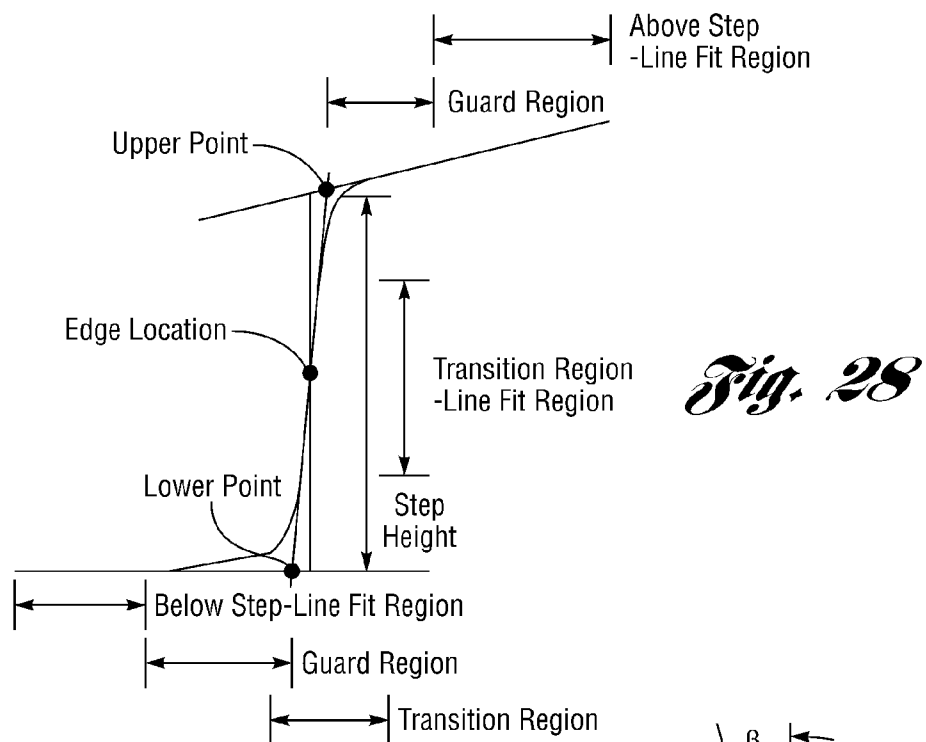 Above Step
-Line Fit Region
Guard Region
Upper Point
Edge Location
Transition Region
-Line Fit Region
Fig. 28
Lower Point
Step
Height
Below Step-Line Fit Region
Guard Region
Transition Region
β